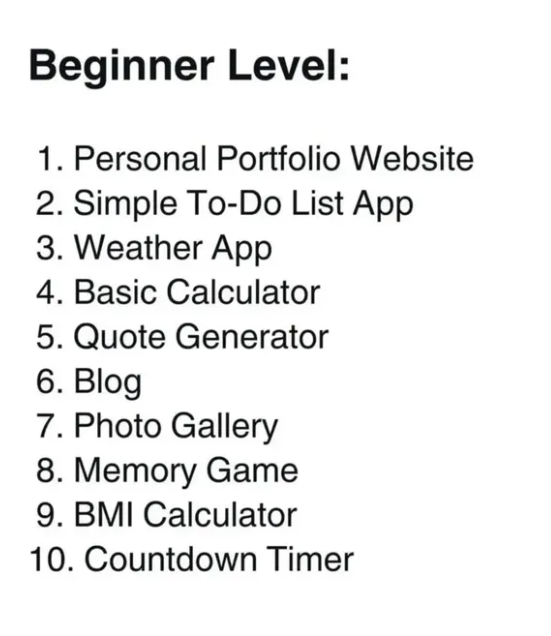 Beginner Level:
1. Personal Portfolio Website
2. Simple To-Do List App
3. Weather App
4. Basic Calculator
5. Quote Generator
6. Blog
7. Photo Gallery
8. Memory Game
9. BMI Calculator
10. Countdown Timer